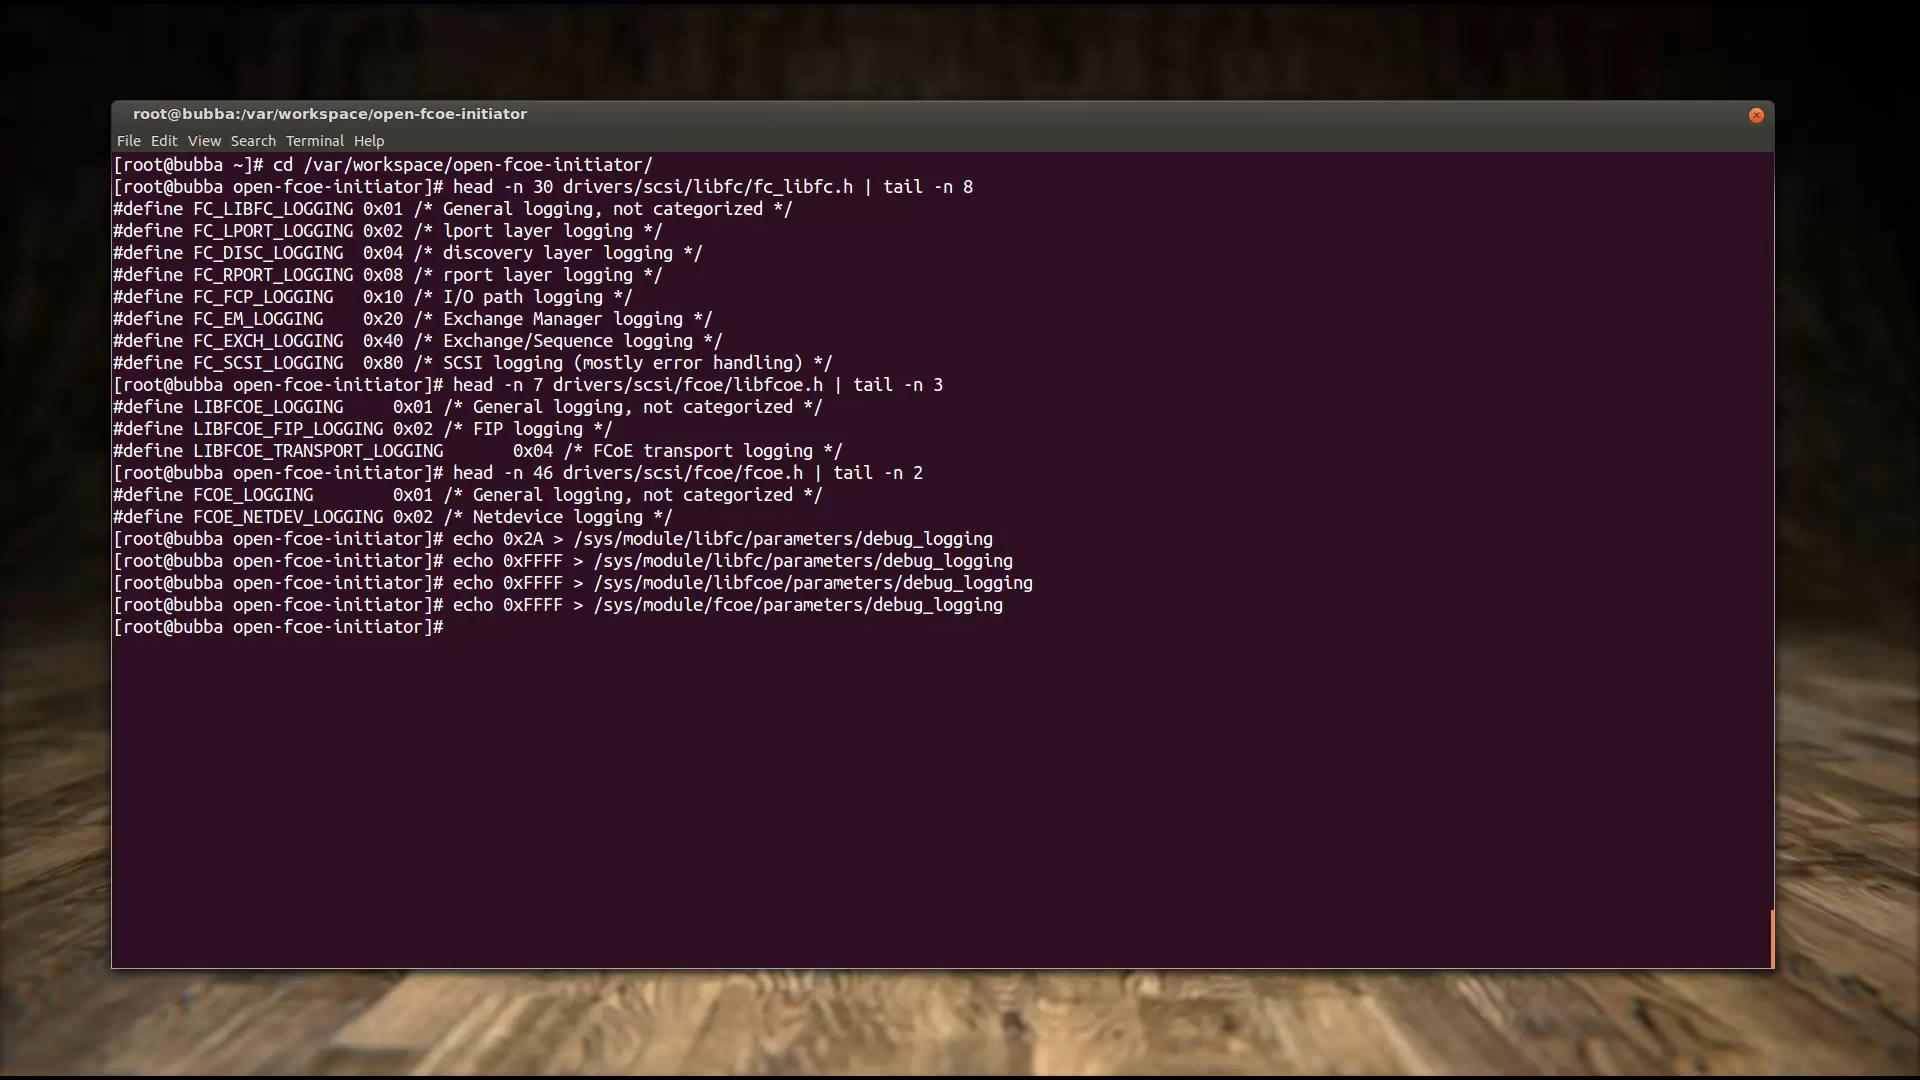 root@bubba:/var/workspace/open-fcoe-initiator
File Edit View Search Terminal Help
[root@bubba ~]# cd /var/workspace/open-fcoe-initiator/
[root@bubba open-fcoe-initiator]# head -n 30 drivers/scsi/libfc/fc_libfc.h | tail -n 8
#define FC_LIBFC_LOGGING 0x01 /* General logging, not categorized */
#define FC_LPORT_LOGGING 0x02 /* lport layer logging */
#define FC_DISC_LOGGING  0x04 /* discovery layer logging */
#define FC_RPORT_LOGGING 0x08 /* rport layer logging */
#define FC_FCP_LOGGING   0x10 /* I/O path logging */
#define FC_EM_LOGGING    0x20 /* Exchange Manager logging */
#define FC_EXCH_LOGGING  0x40 /* Exchange/Sequence logging */
#define FC_SCSI_LOGGING  0x80 /* SCSI logging (mostly error handling) */
[root@bubba open-fcoe-initiator]# head -n 7 drivers/scsi/fcoe/libfcoe.h | tail -n 3
#define LIBFCOE_LOGGING     0x01 /* General logging, not categorized */
#define LIBFCOE_FIP_LOGGING 0x02 /* FIP logging */
#define LIBFCOE_TRANSPORT_LOGGING       0x04 /* FCoE transport logging */
[root@bubba open-fcoe-initiator]# head -n 46 drivers/scsi/fcoe/fcoe.h | tail -n 2
#define FCOE_LOGGING        0x01 /* General logging, not categorized */
#define FCOE_NETDEV_LOGGING 0x02 /* Netdevice logging */
[root@bubba open-fcoe-initiator]# echo 0x2A > /sys/module/libfc/parameters/debug_logging
[root@bubba open-fcoe-initiator]# echo 0xFFFF > /sys/module/libfc/parameters/debug_logging
[root@bubba open-fcoe-initiator]# echo 0xFFFF > /sys/module/libfcoe/parameters/debug_logging
[root@bubba open-fcoe-initiator]# echo 0xFFFF > /sys/module/fcoe/parameters/debug_logging
[root@bubba open-fcoe-initiator]#